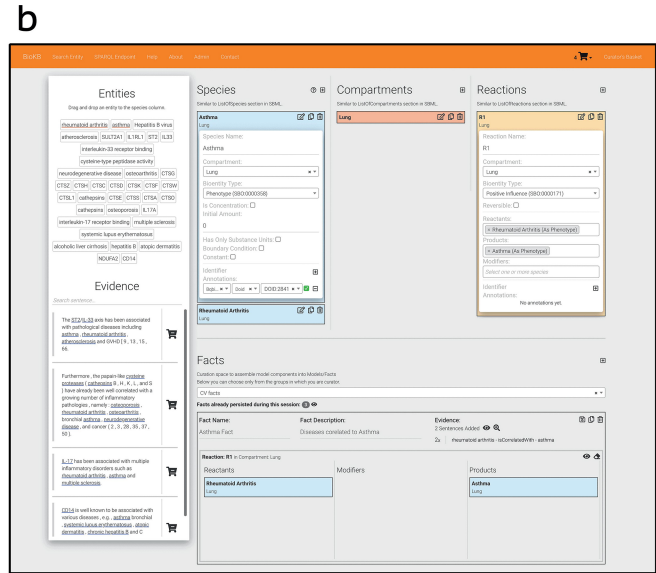 b
BioKB Search Entity SPARQL Endpoint Help About Admin Contact
Entities
Drag and drop an entity to the species column.
rheumatoid arthritis asthma Hepatitis B virus
atherosclerosis SULT2A1 IL1RL1 ST2 IL33
interleukin-33 receptor binding
cysteine-type peptidase activity
neurodegenerative disease osteoarthritis CTSG
CTSZ CTSH CTSC CTSD CTSK CTSF CTSW
CTSL1 cathepsins CTSE CTSS CTSA CTSO
cathepsins osteoporosis IL17A
interleukin-17 receptor binding multiple sclerosis
systemic lupus erythematosus
alcoholic liver cirrhosis hepatitis B atopic dermatitis
NDUFA2 CD14
Evidence
Search sentence...
The ST2/IL-33 axis has been associated
with pathological diseases including
asthma , rheumatoid arthritis ,
atherosclerosis and GVHD [ 9 , 13 , 15 ,
66.
Furthermore , the papain-like cysteine
proteases ( cathepsins B , H , K , L , and S
) have already been well correlated with a
growing number of inflammatory
pathologies , namely : osteoporosis ,
rheumatoid arthritis , osteoarthritis ,
bronchial asthma , neurodegenerative
disease , and cancer ( 2 , 3 , 28 , 35 , 37 ,
50 ).
IL-17 has been associated with multiple
inflammatory disorders such as
rheumatoid arthritis , asthma and
multiple sclerosis.
CD14 is well known to be associated with
various diseases , e.g. , asthma bronchial
, systemic lupus erythematosus , atopic
dermatitis , chronic hepatitis B and C
Species
Similar to ListOfSpecies section in SBML.
Asthma
Lung
Species Name:
Asthma
Compartment:
Lung
Bioentity Type:
Phenotype (SBO:0000358)
Is Concentration:
Initial Amount:
0
Has Only Substance Units:
Boundary Condition:
Constant:
Identifier
Annotations:
Doid DOID:2841
Rheumatoid Arthritis
Lung
Compartments
Similar to ListOfCompartments section in SBML.
Lung
Reactions
Similar to ListOfReactions section in SBML.
R1
Lung
Reaction Name:
R1
Compartment:
Lung
Bioentity Type:
Positive Influence (SBO:0000171)
Reversible:
Reactants:
× Rheumatoid Arthritis (As Phenotype)
Products:
× Asthma (As Phenotype)
Modifiers:
Select one or more species
Identifier
Annotations:
No annotations yet.
Facts
Curation space to assemble model components into Models/Facts
Below you can choose only from the groups in which you are curator.
CV facts
Facts already persisted during this session:
Fact Name:
Asthma Fact
Fact Description:
Diseases corelated to Asthma
Evidence:
2 Sentences Added
2x rheumatoid arthritis - isCorrelatedWith - asthma
Reaction: R1 in Compartment Lung
Reactants
Rheumatoid Arthritis
Lung
Modifiers
Products
Asthma
Lung